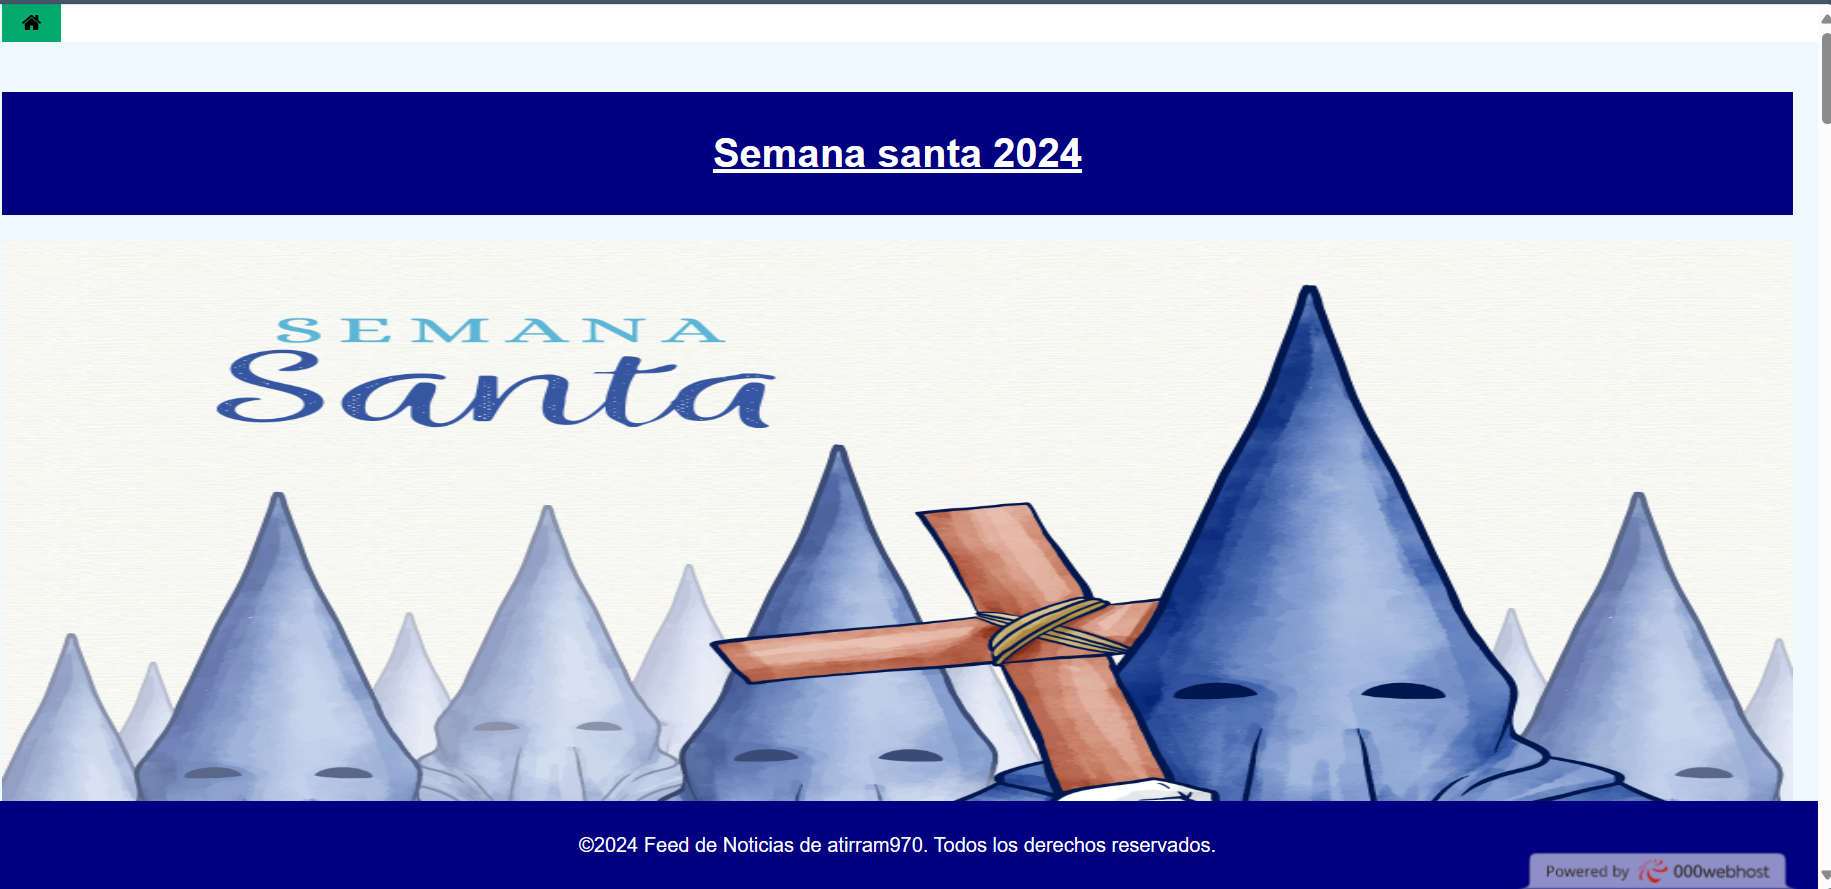 Semana santa 2024
SEMANA
Santa
©2024 Feed de Noticias de atirram970. Todos los derechos reservados.
Powered by 000webhost